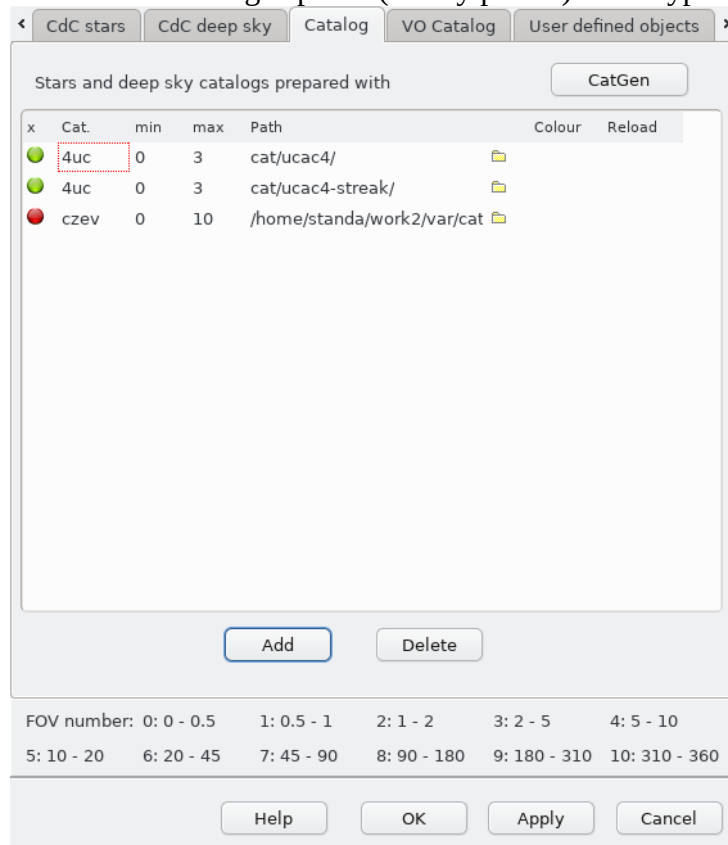 CdC stars CdC deep sky Catalog VO Catalog User defined objects
Stars and deep sky catalogs prepared with CatGen
x Cat. min max Path Colour Reload
4uc 0 3 cat/ucac4/
4uc 0 3 cat/ucac4-streak/
czev 0 10 /home/standa/work2/var/cat
Add Delete
FOV number: 0: 0 - 0.5 1: 0.5 - 1 2: 1 - 2 3: 2 - 5 4: 5 - 10
5: 10 - 20 6: 20 - 45 7: 45 - 90 8: 90 - 180 9: 180 - 310 10: 310 - 360
Help OK Apply Cancel